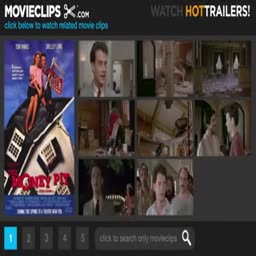 MOVIECLIPS .COM
WATCH HOTTRAILERS!
click below to watch related movie clips
TOM HANKS SHELLEY LONG
The MONEY PIT
1 2 3 4 5 click to search only movieclips